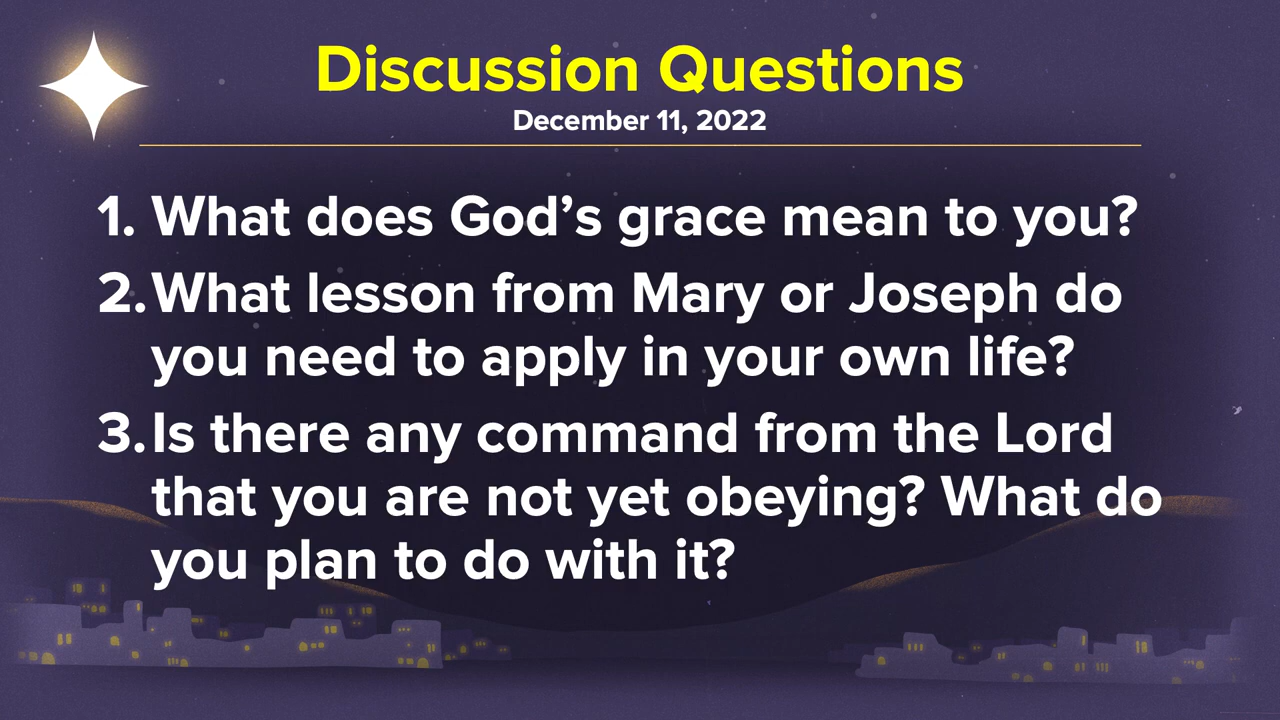 Discussion Questions
December 11, 2022
1. What does God’s grace mean to you?
2. What lesson from Mary or Joseph do
you need to apply in your own life?
3. Is there any command from the Lord
that you are not yet obeying? What do
you plan to do with it?